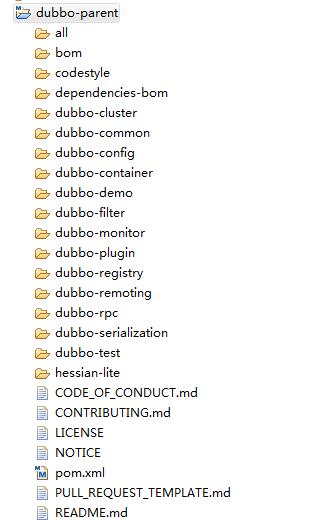 dubbo-parent
all
bom
codestyle
dependencies-bom
dubbo-cluster
dubbo-common
dubbo-config
dubbo-container
dubbo-demo
dubbo-filter
dubbo-monitor
dubbo-plugin
dubbo-registry
dubbo-remoting
dubbo-rpc
dubbo-serialization
dubbo-test
hessian-lite
CODE_OF_CONDUCT.md
CONTRIBUTING.md
LICENSE
NOTICE
pom.xml
PULL_REQUEST_TEMPLATE.md
README.md